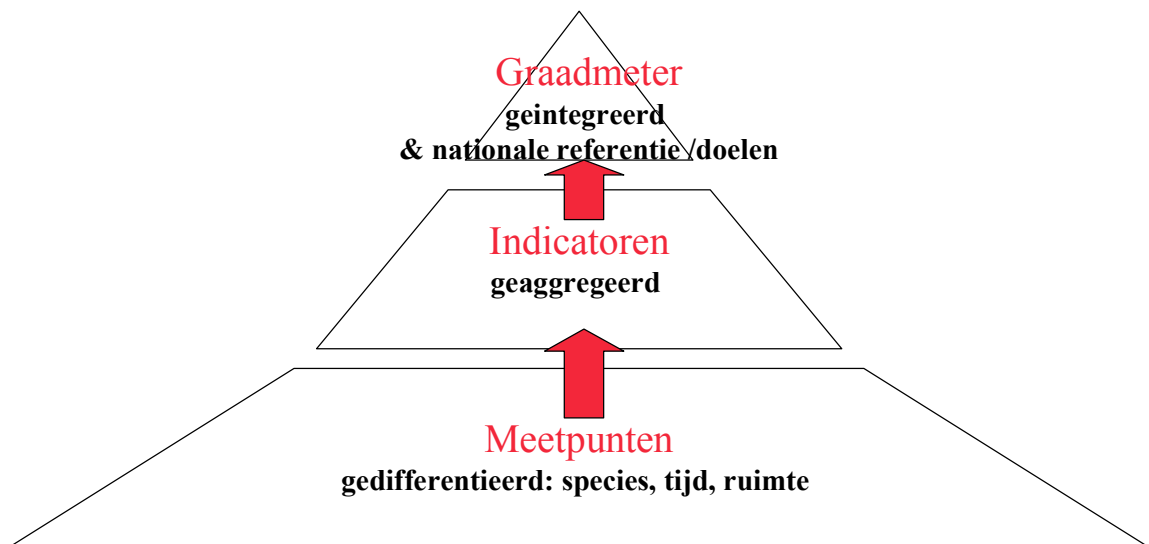 Graadmeter
geintegreerd
& nationale referentie /doelen
Indicatoren
geaggregeerd
Meetpunten
gedifferentieerd: species, tijd, ruimte